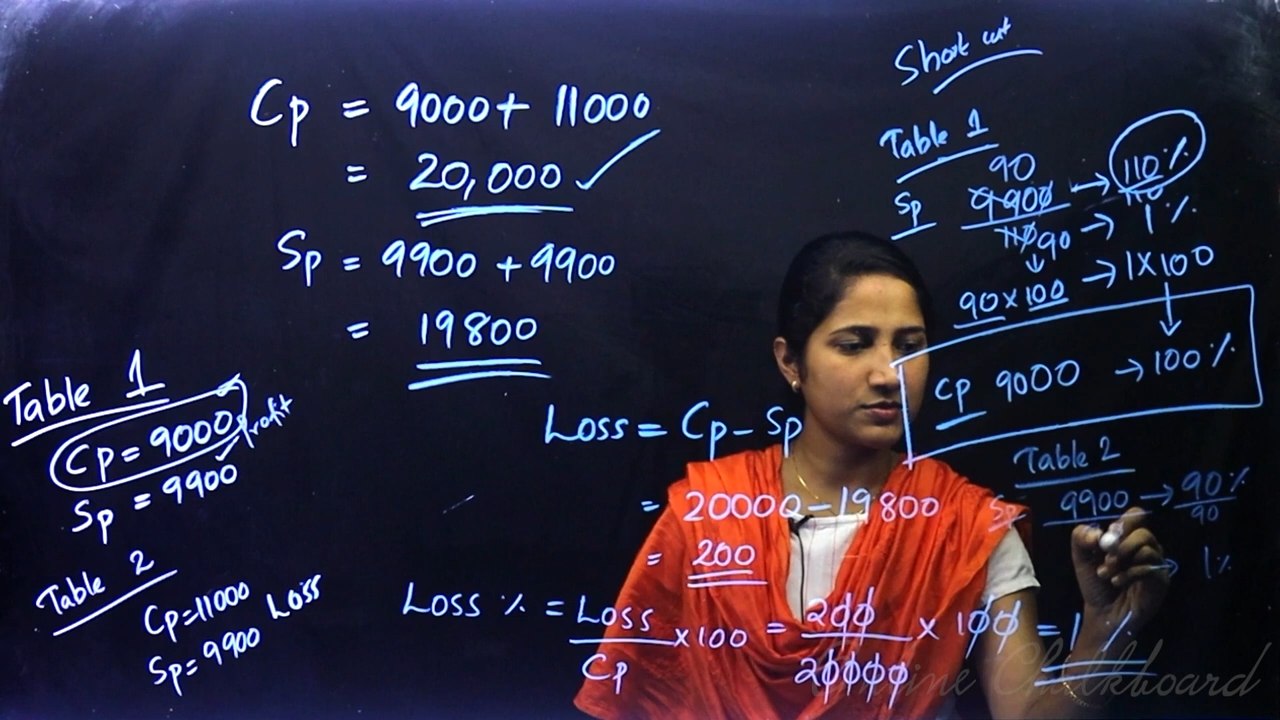 Cp = 9000 + 11000
= 20,000 ✓
Sp = 9900 + 9900
= 19800
Loss = Cp - Sp
= 20000 - 19800
= 200
Loss % = Loss / Cp × 100 = 200 / 20000 × 100 = 1 %
Table 1
Cp = 9000
Profit
Sp = 9900
Table 2
Cp = 11000
Loss
Sp = 9900
Short cut
Table 1
90
Sp 9900 → 110 %
110 90 → 1 %
110
90 × 100 → 1 × 100
Cp 9000 → 100 %
Table 2
Sp 9900 → 90 %
90
→ 1 %
Online Chalkboard